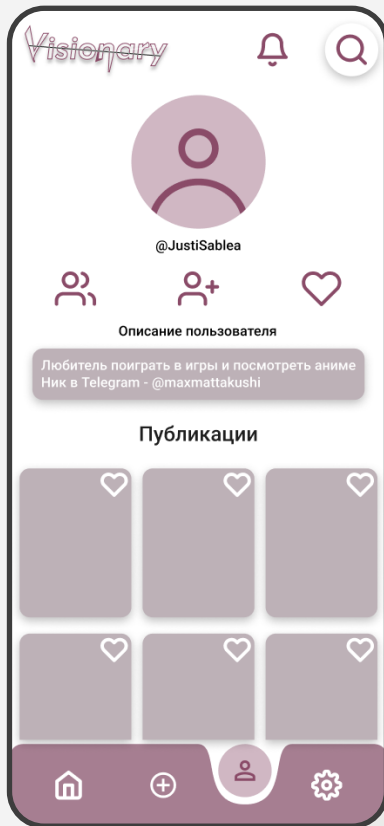 Visionary
@JustiSablea
Описание пользователя
Любитель поиграть в игры и посмотреть аниме
Ник в Telegram - @maxmattakushi
Публикации